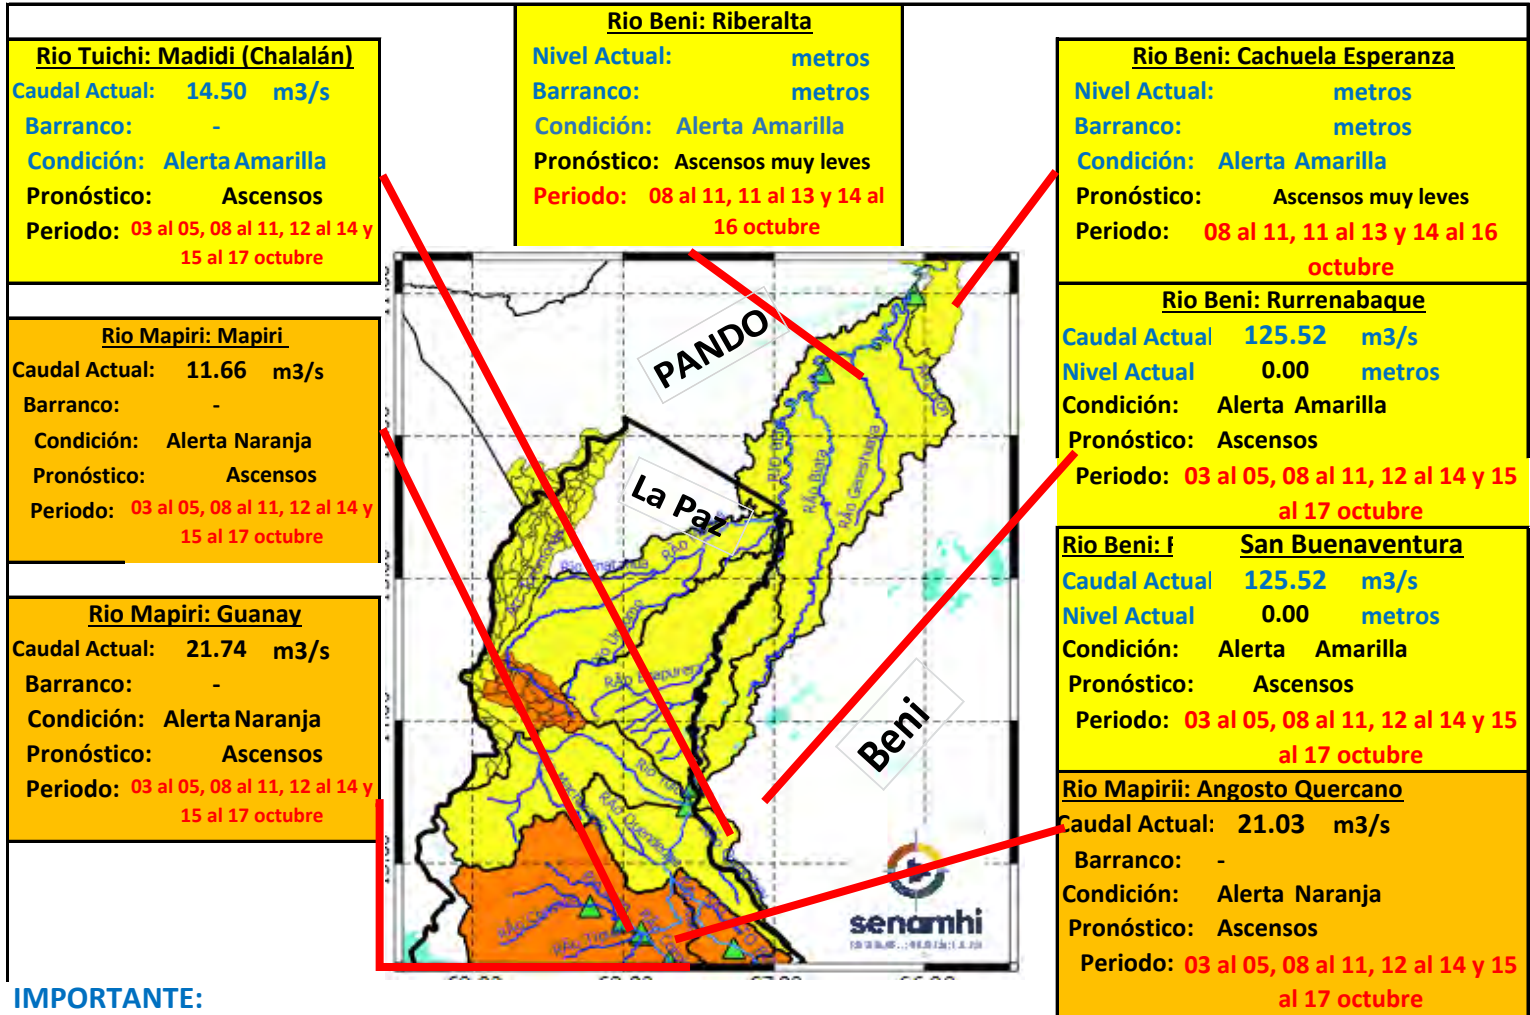 Rio Tuichi: Madidi (Chalalán)
Caudal Actual: 14.50 m3/s
Barranco: -
Condición: Alerta Amarilla
Pronóstico: Ascensos
Periodo: 03 al 05, 08 al 11, 12 al 14 y
15 al 17 octubre
Rio Mapiri: Mapiri
Caudal Actual: 11.66 m3/s
Barranco: -
Condición: Alerta Naranja
Pronóstico: Ascensos
Periodo: 03 al 05, 08 al 11, 12 al 14 y
15 al 17 octubre
Rio Mapiri: Guanay
Caudal Actual: 21.74 m3/s
Barranco: -
Condición: Alerta Naranja
Pronóstico: Ascensos
Periodo: 03 al 05, 08 al 11, 12 al 14 y
15 al 17 octubre
Rio Beni: Riberalta
Nivel Actual: metros
Barranco: metros
Condición: Alerta Amarilla
Pronóstico: Ascensos muy leves
Periodo: 08 al 11, 11 al 13 y 14 al
16 octubre
PANDO
La Paz
Beni
RÃo Biata
RÃo Geneshuaya
senamhi
Rio Beni: Cachuela Esperanza
Nivel Actual: metros
Barranco: metros
Condición: Alerta Amarilla
Pronóstico: Ascensos muy leves
Periodo: 08 al 11, 11 al 13 y 14 al 16
octubre
Rio Beni: Rurrenabaque
Caudal Actual 125.52 m3/s
Nivel Actual 0.00 metros
Condición: Alerta Amarilla
Pronóstico: Ascensos
Periodo: 03 al 05, 08 al 11, 12 al 14 y 15
al 17 octubre
Rio Beni: San Buenaventura
Caudal Actual 125.52 m3/s
Nivel Actual 0.00 metros
Condición: Alerta Amarilla
Pronóstico: Ascensos
Periodo: 03 al 05, 08 al 11, 12 al 14 y 15
al 17 octubre
Rio Mapirii: Angosto Quercano
Caudal Actual: 21.03 m3/s
Barranco: -
Condición: Alerta Naranja
Pronóstico: Ascensos
Periodo: 03 al 05, 08 al 11, 12 al 14 y 15
al 17 octubre
IMPORTANTE: